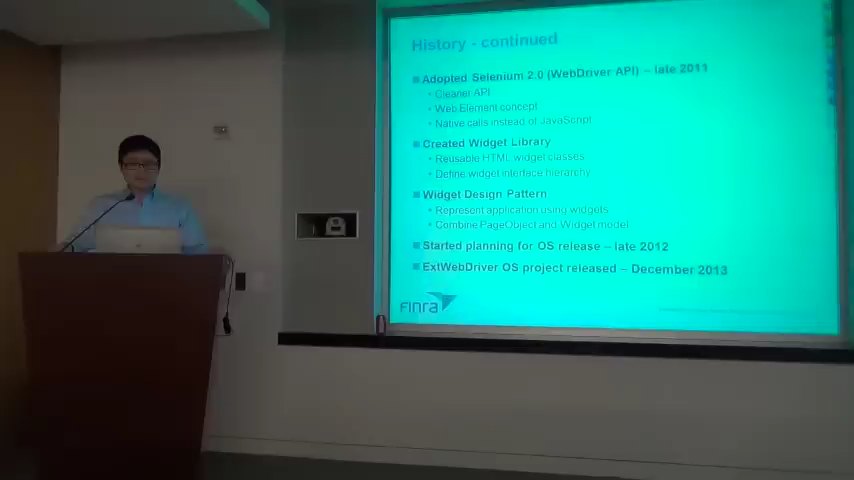 History - continued
Adopted Selenium 2.0 (WebDriver API) – late 2011
Cleaner API
Web Element concept
Native calls instead of JavaScript
Created Widget Library
Reusable HTML widget classes
Define widget interface hierarchy
Widget Design Pattern
Represent application using widgets
Combine PageObject and Widget model
Started planning for OS release – late 2012
ExtWebDriver OS project released – December 2013
Finra